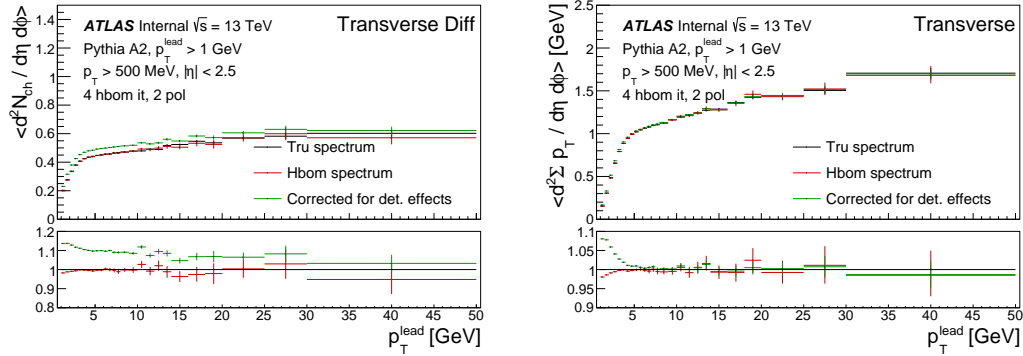 ATLAS Internal √s = 13 TeV
Transverse Diff
Pythia A2, p_T^lead > 1 GeV
p_T > 500 MeV, |η| < 2.5
4 hbom it, 2 pol
<d²N_ch / dη dφ>
1.4
1.2
1
0.8
0.6
0.4
0.2
0
Tru spectrum
Hbom spectrum
Corrected for det. effects
1.2
1.1
1
0.9
0.8
5 10 15 20 25 30 35 40 45 50
p_T^lead [GeV]
ATLAS Internal √s = 13 TeV
Transverse
Pythia A2, p_T^lead > 1 GeV
p_T > 500 MeV, |η| < 2.5
4 hbom it, 2 pol
<d²Σ p_T / dη dφ> [GeV]
2.5
2
1.5
1
0.5
0
Tru spectrum
Hbom spectrum
Corrected for det. effects
1.1
1.05
1
0.95
0.9
5 10 15 20 25 30 35 40 45 50
p_T^lead [GeV]